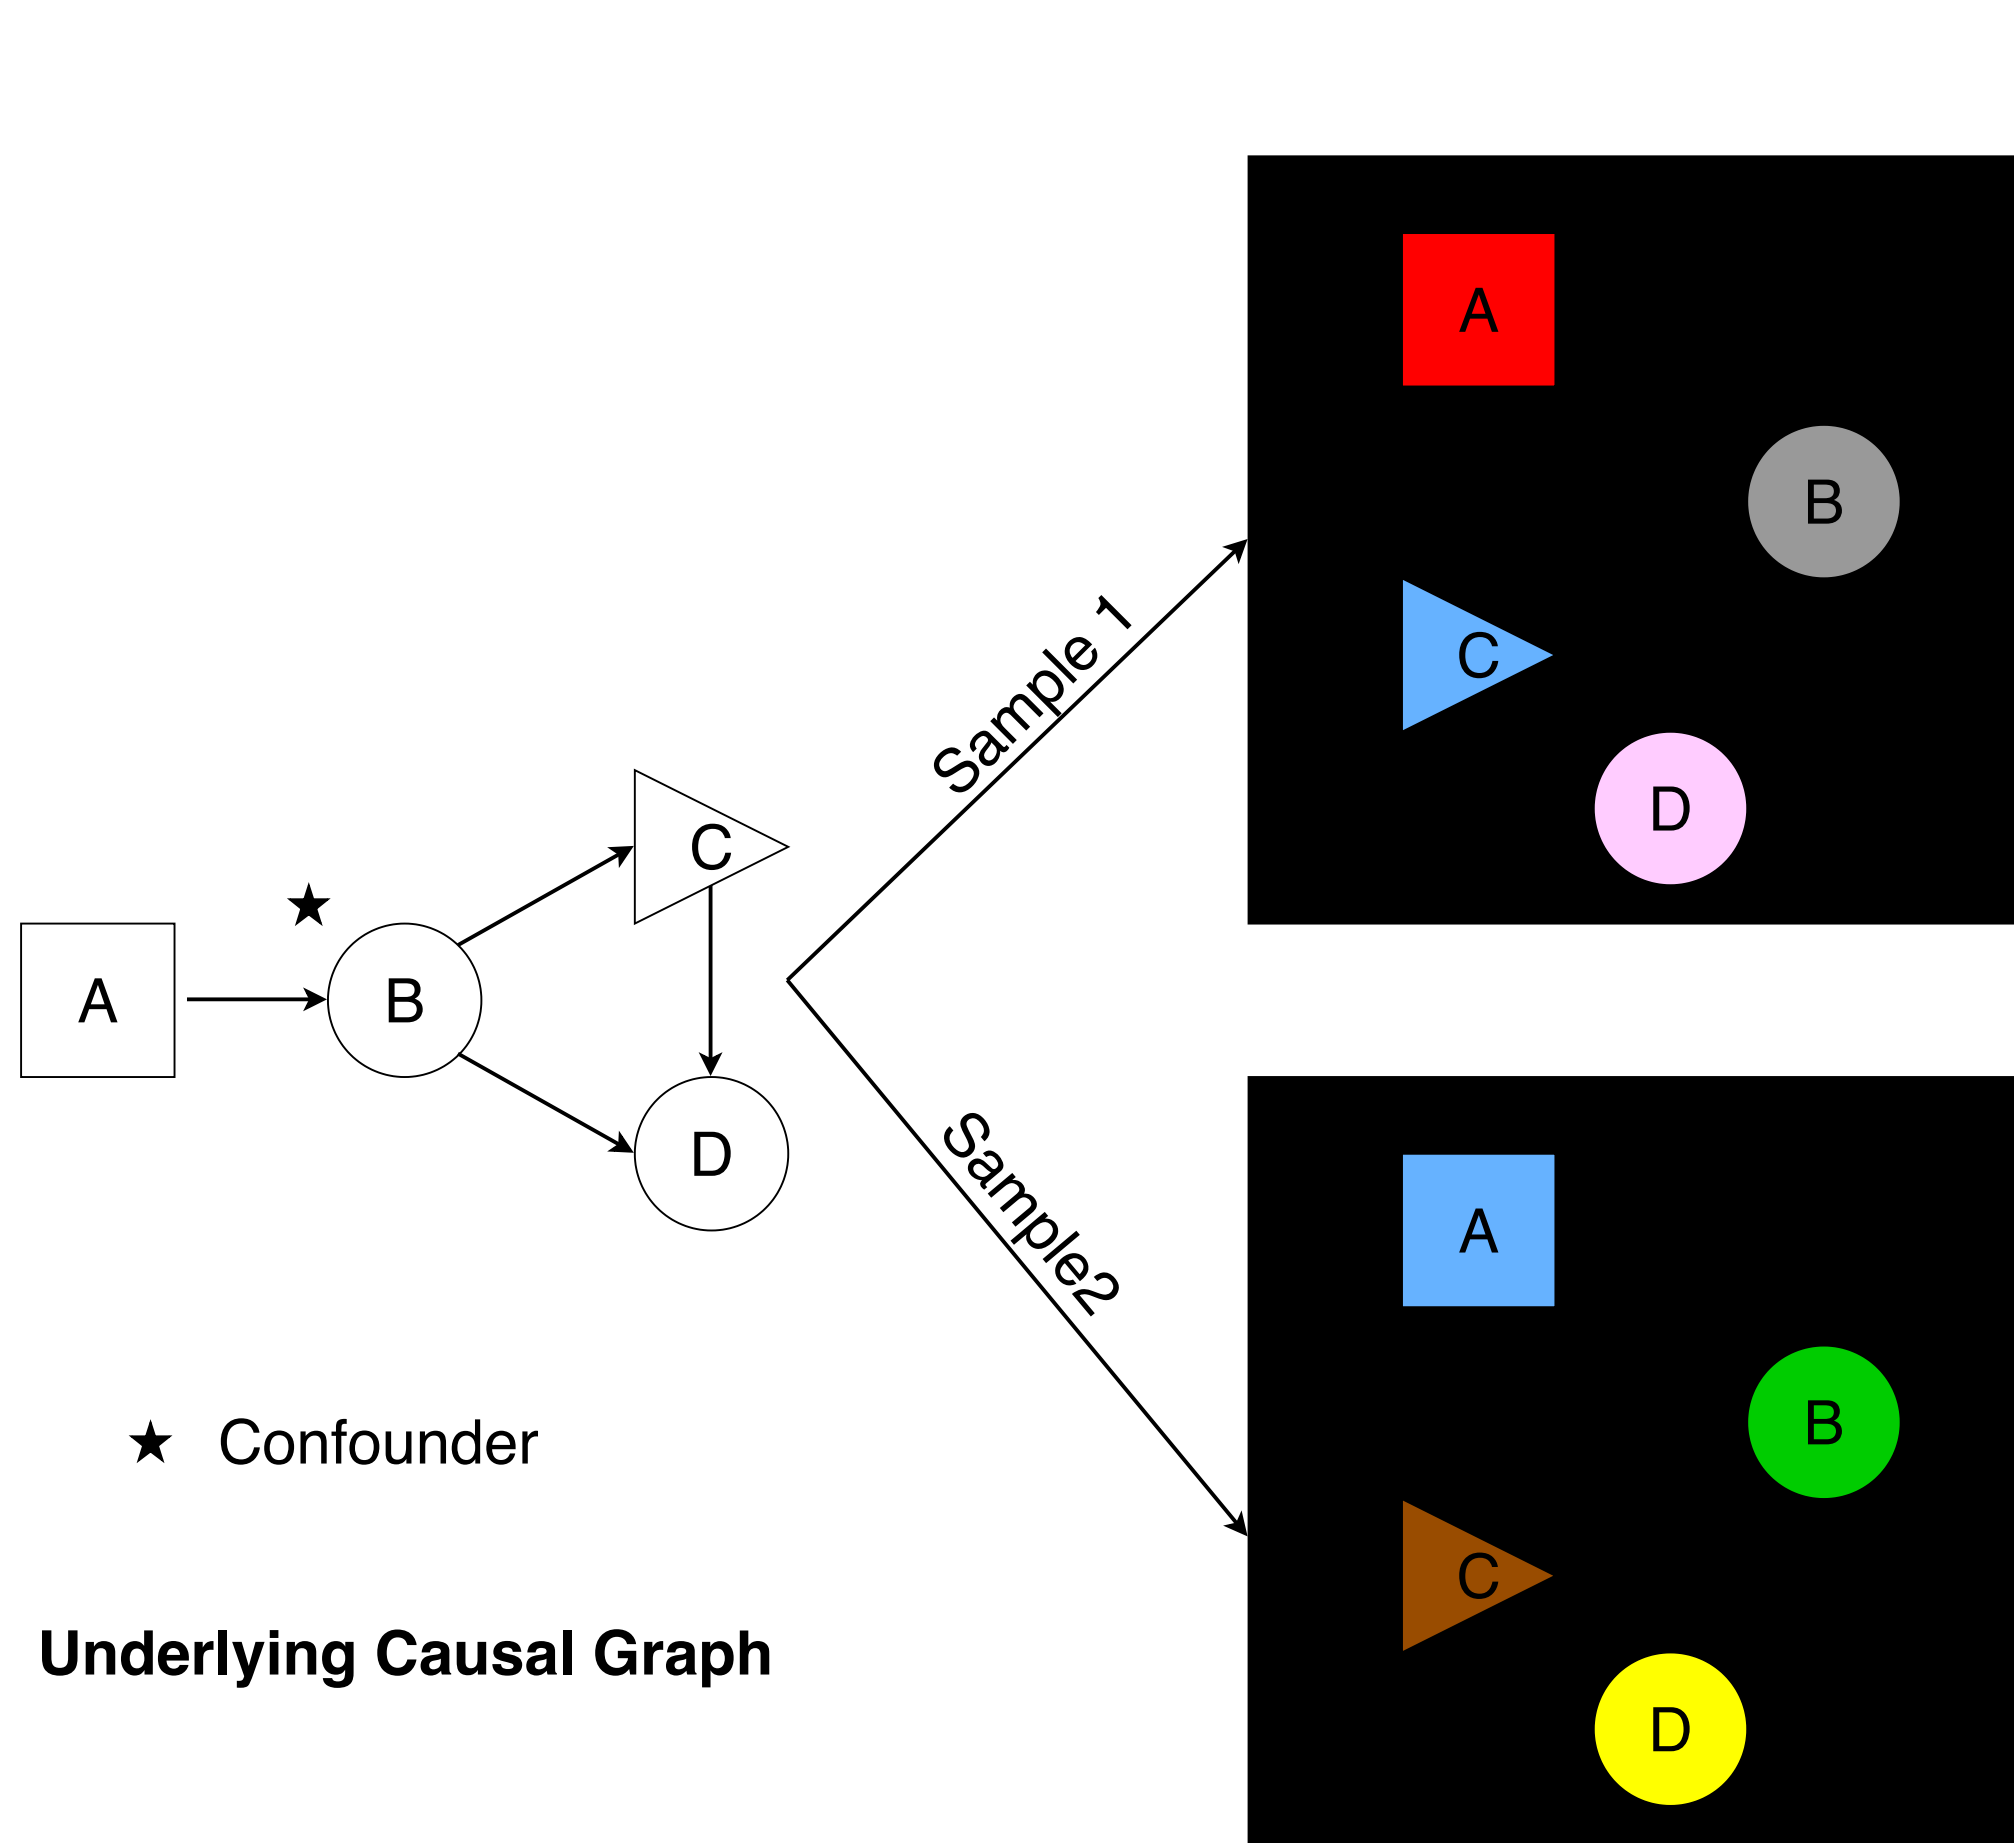 A
B
C
D
★ Confounder
Underlying Causal Graph
Sample 1
Sample2
A
B
C
D
A
B
C
D